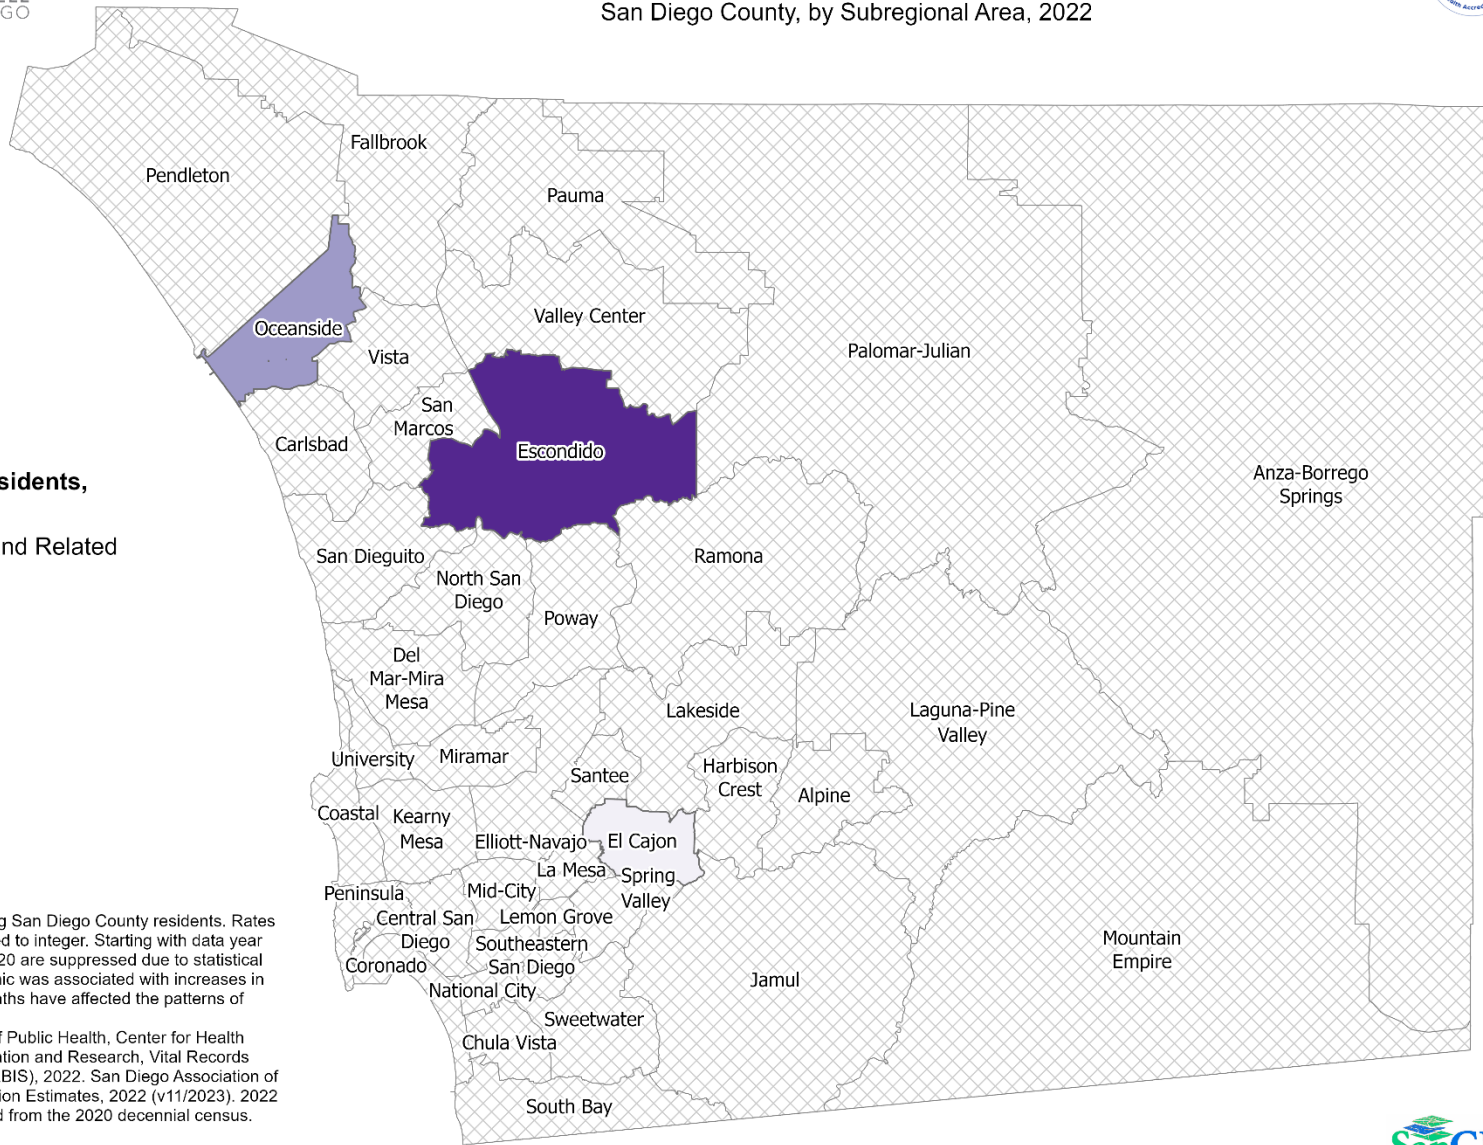 GO
San Diego County, by Subregional Area, 2022
Fallbrook
Pendleton
Pauma
Oceanside
Valley Center
Vista
Palomar-Julian
San
Marcos
Carlsbad
Escondido
Anza-Borrego
Springs
sidents,
nd Related
San Dieguito
Ramona
North San
Diego
Poway
Del
Mar-Mira
Mesa
Lakeside
Laguna-Pine
Valley
University
Miramar
Santee
Harbison
Crest
Alpine
Coastal
Kearny
Mesa
Elliott-Navajo
El Cajon
La Mesa
Spring
Valley
Peninsula
Mid-City
Central San
Diego
Lemon Grove
Southeastern
San Diego
Coronado
National City
Jamul
Mountain
Empire
Sweetwater
Chula Vista
South Bay
g San Diego County residents. Rates
d to integer. Starting with data year
20 are suppressed due to statistical
nic was associated with increases in
aths have affected the patterns of
f Public Health, Center for Health
ation and Research, Vital Records
BIS), 2022. San Diego Association of
ion Estimates, 2022 (v11/2023). 2022
d from the 2020 decennial census.